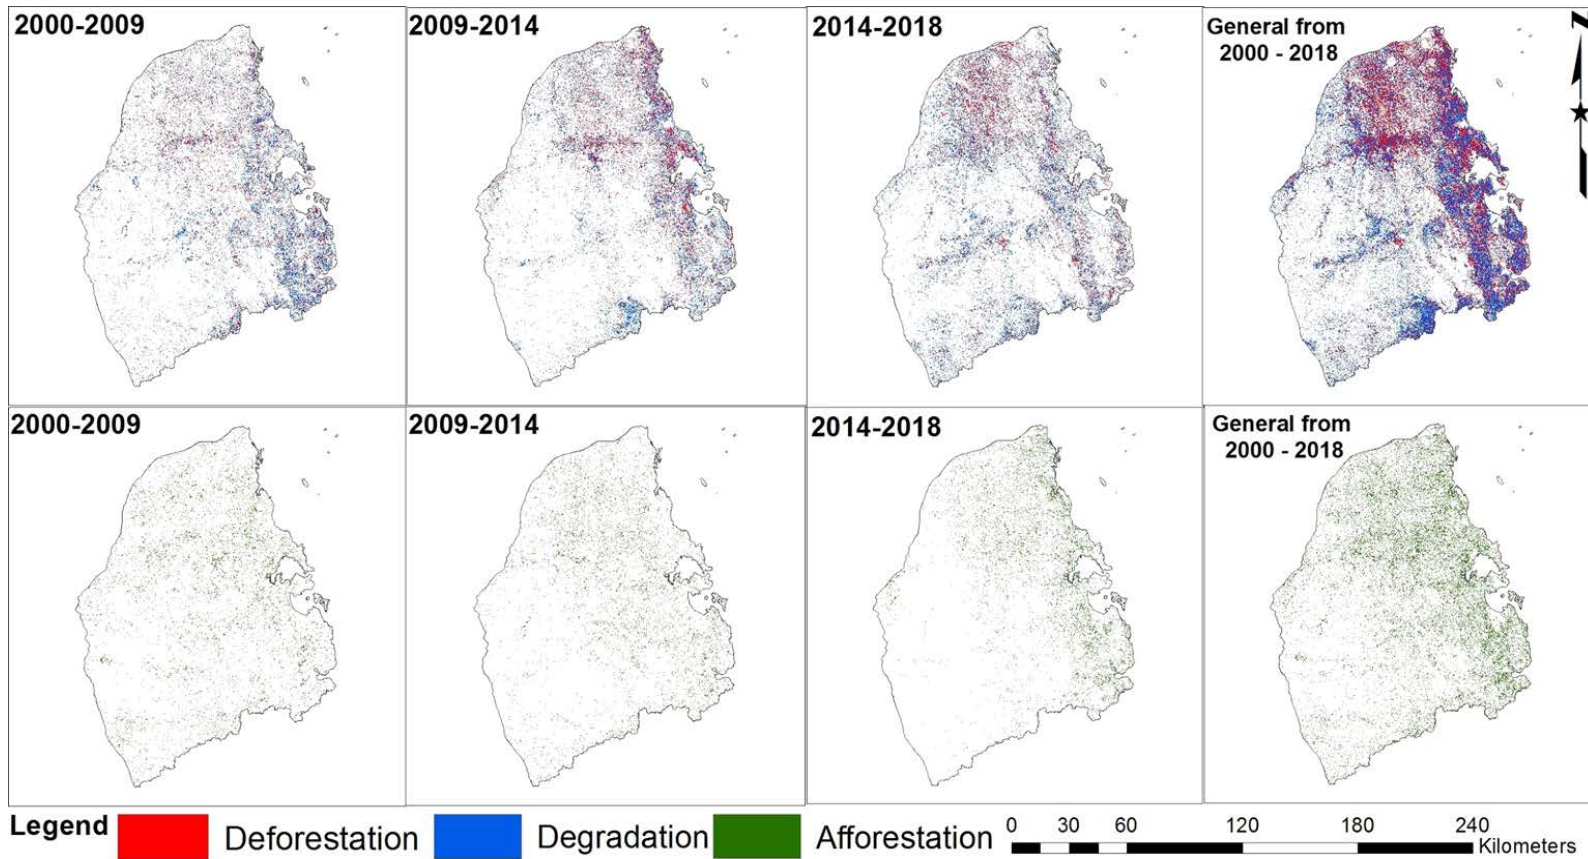 2000-2009
2009-2014
2014-2018
General from
2000 - 2018
2000-2009
2009-2014
2014-2018
General from
2000 - 2018
Legend
Deforestation
Degradation
Afforestation
0 30 60 120 180 240
Kilometers